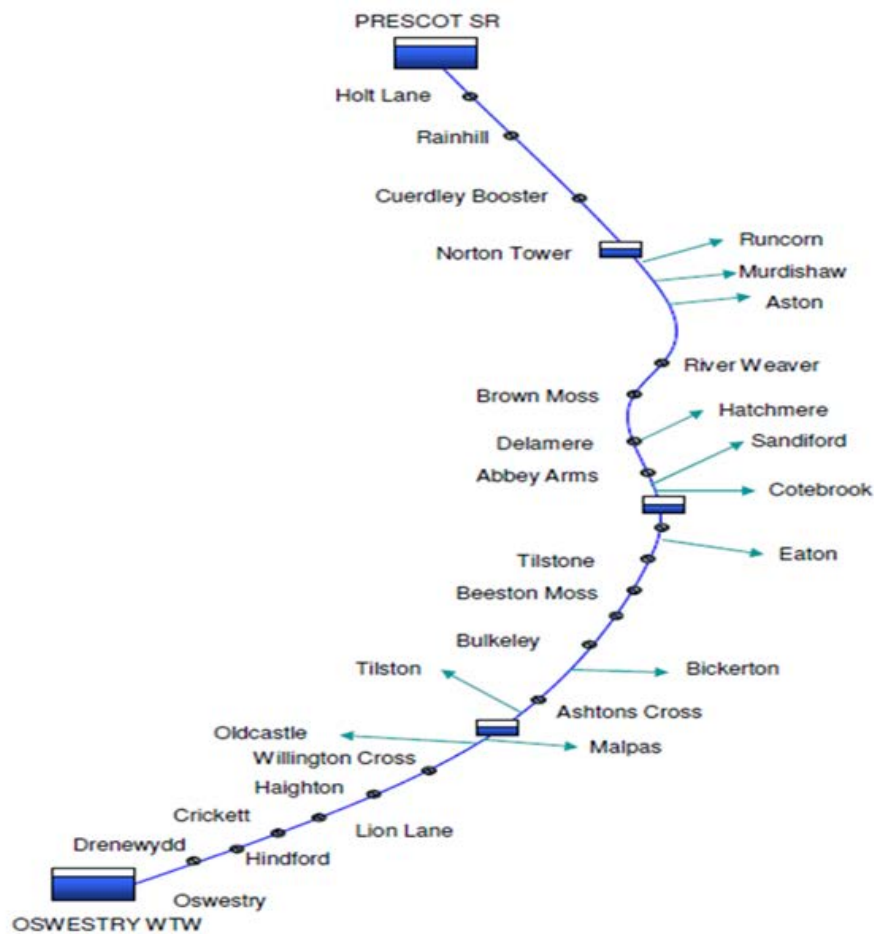 PRESCOT SR
Holt Lane
Rainhill
Cuerdley Booster
Runcorn
Norton Tower
Murdishaw
Aston
River Weaver
Brown Moss
Hatchmere
Delamere
Sandiford
Abbey Arms
Cotebrook
Eaton
Tilstone
Beeston Moss
Bulkeley
Tilston
Bickerton
Ashtons Cross
Oldcastle
Malpas
Willington Cross
Haighton
Crickett
Lion Lane
Drenewydd
Hindford
Oswestry
OSWESTRY WTW